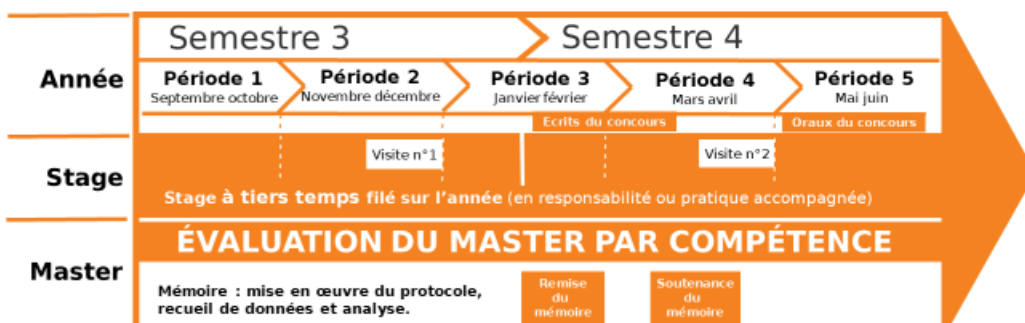 Semestre 3
Semestre 4
Année
Période 1
Septembre octobre
Période 2
Novembre décembre
Période 3
Janvier février
Période 4
Mars avril
Période 5
Mai juin
Ecrits du concours
Oraux du concours
Stage
Visite n°1
Visite n°2
Stage à tiers temps filé sur l’année (en responsabilité ou pratique accompagnée)
Master
ÉVALUATION DU MASTER PAR COMPÉTENCE
Mémoire : mise en œuvre du protocole,
recueil de données et analyse.
Remise
du
mémoire
Soutenance
du
mémoire